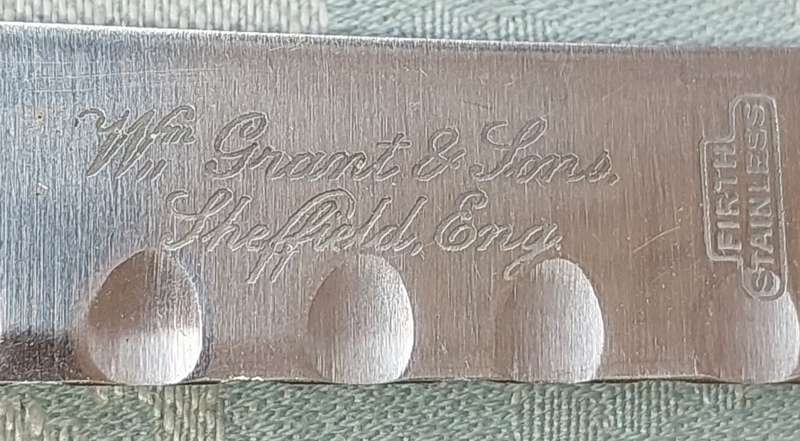 Wm Grant & Sons.
Sheffield, Eng.
FIRTH
STAINLESS